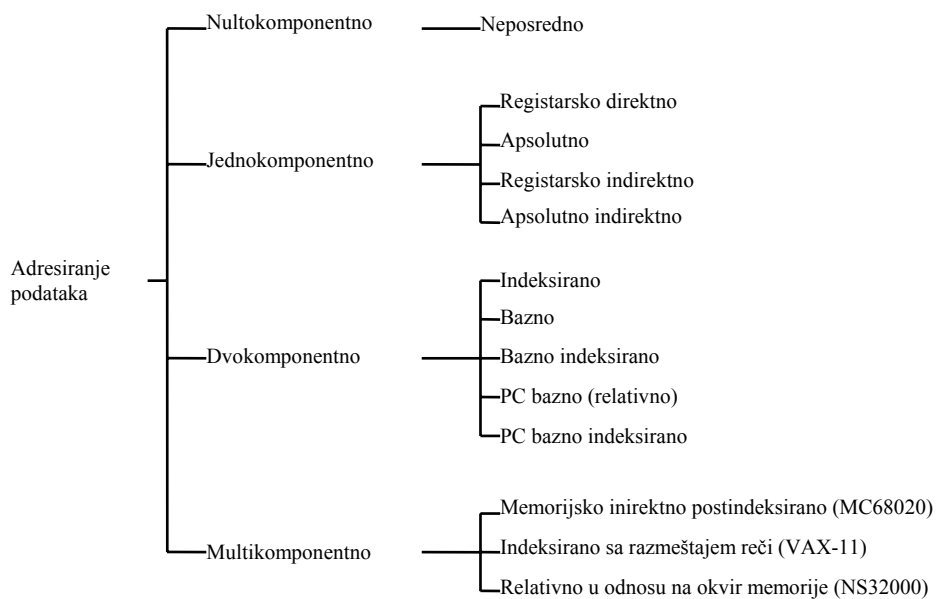 Nultokomponentno
Neposredno
Registarsko direktno
Apsolutno
Jednokomponentno
Registarsko indirektno
Apsolutno indirektno
Adresiranje
podataka
Indeksirano
Bazno
Dvokomponentno
Bazno indeksirano
PC bazno (relativno)
PC bazno indeksirano
Memorijsko inirektno postindeksirano (MC68020)
Multikomponentno
Indeksirano sa razmeštajem reči (VAX-11)
Relativno u odnosu na okvir memorije (NS32000)